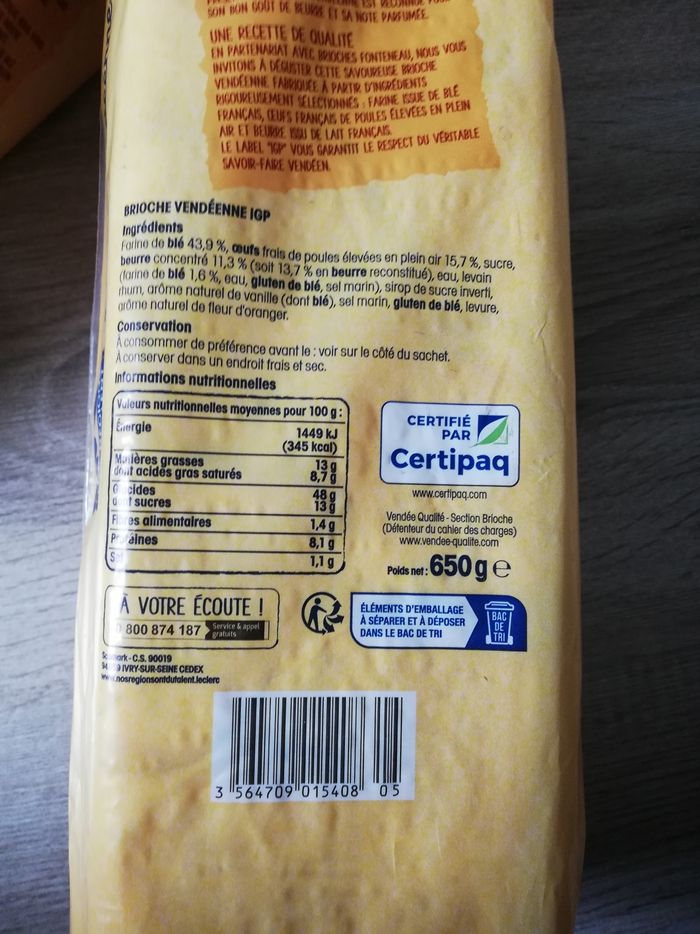 SON BON GOÛT DE BEURRE ET SA NOTE PARFUMÉE.
UNE RECETTE DE QUALITÉ
EN PARTENARIAT AVEC BRIOCHES FONTENEAU, NOUS VOUS
INVITONS À DÉGUSTER CETTE SAVOUREUSE BRIOCHE
VENDÉENNE FABRIQUÉE À PARTIR D'INGRÉDIENTS
RIGOUREUSEMENT SÉLECTIONNÉS : FARINE ISSUE DE BLÉ
FRANÇAIS, ŒUFS FRANÇAIS DE POULES ÉLEVÉES EN PLEIN
AIR ET BEURRE ISSU DE LAIT FRANÇAIS.
LE LABEL "IGP" VOUS GARANTIT LE RESPECT DU VÉRITABLE
SAVOIR-FAIRE VENDÉEN.
BRIOCHE VENDÉENNE IGP
Ingrédients
Farine de blé 43,9 %, œufs frais de poules élevées en plein air 15,7 %, sucre,
beurre concentré 11,3 % (soit 13,7 % en beurre reconstitué), eau, levain
(farine de blé 1,6 %, eau, gluten de blé, sel marin), sirop de sucre inverti,
rhum, arôme naturel de vanille (dont blé), sel marin, gluten de blé, levure,
arôme naturel de fleur d'oranger.
Conservation
À consommer de préférence avant le : voir sur le côté du sachet.
À conserver dans un endroit frais et sec.
Informations nutritionnelles
Valeurs nutritionnelles moyennes pour 100 g :
Énergie 1449 kJ
(345 kcal)
Matières grasses 13 g
dont acides gras saturés 8,7 g
Glucides 48 g
dont sucres 13 g
Fibres alimentaires 1,4 g
Protéines 8,1 g
Sel 1,1 g
CERTIFIÉ
PAR
Certipaq
www.certipaq.com
Vendée Qualité - Section Brioche
(Détenteur du cahier des charges)
www.vendee-qualite.com
Poids net : 650 g e
À VOTRE ÉCOUTE !
0 800 874 187 Service & appel
gratuits
ÉLÉMENTS D'EMBALLAGE
À SÉPARER ET À DÉPOSER
DANS LE BAC DE TRI
BAC
DE
TRI
C.S. 90019
IVRY-SUR-SEINE CEDEX
www.nosregionsontdutalent.leclerc
3 564709 015408 05